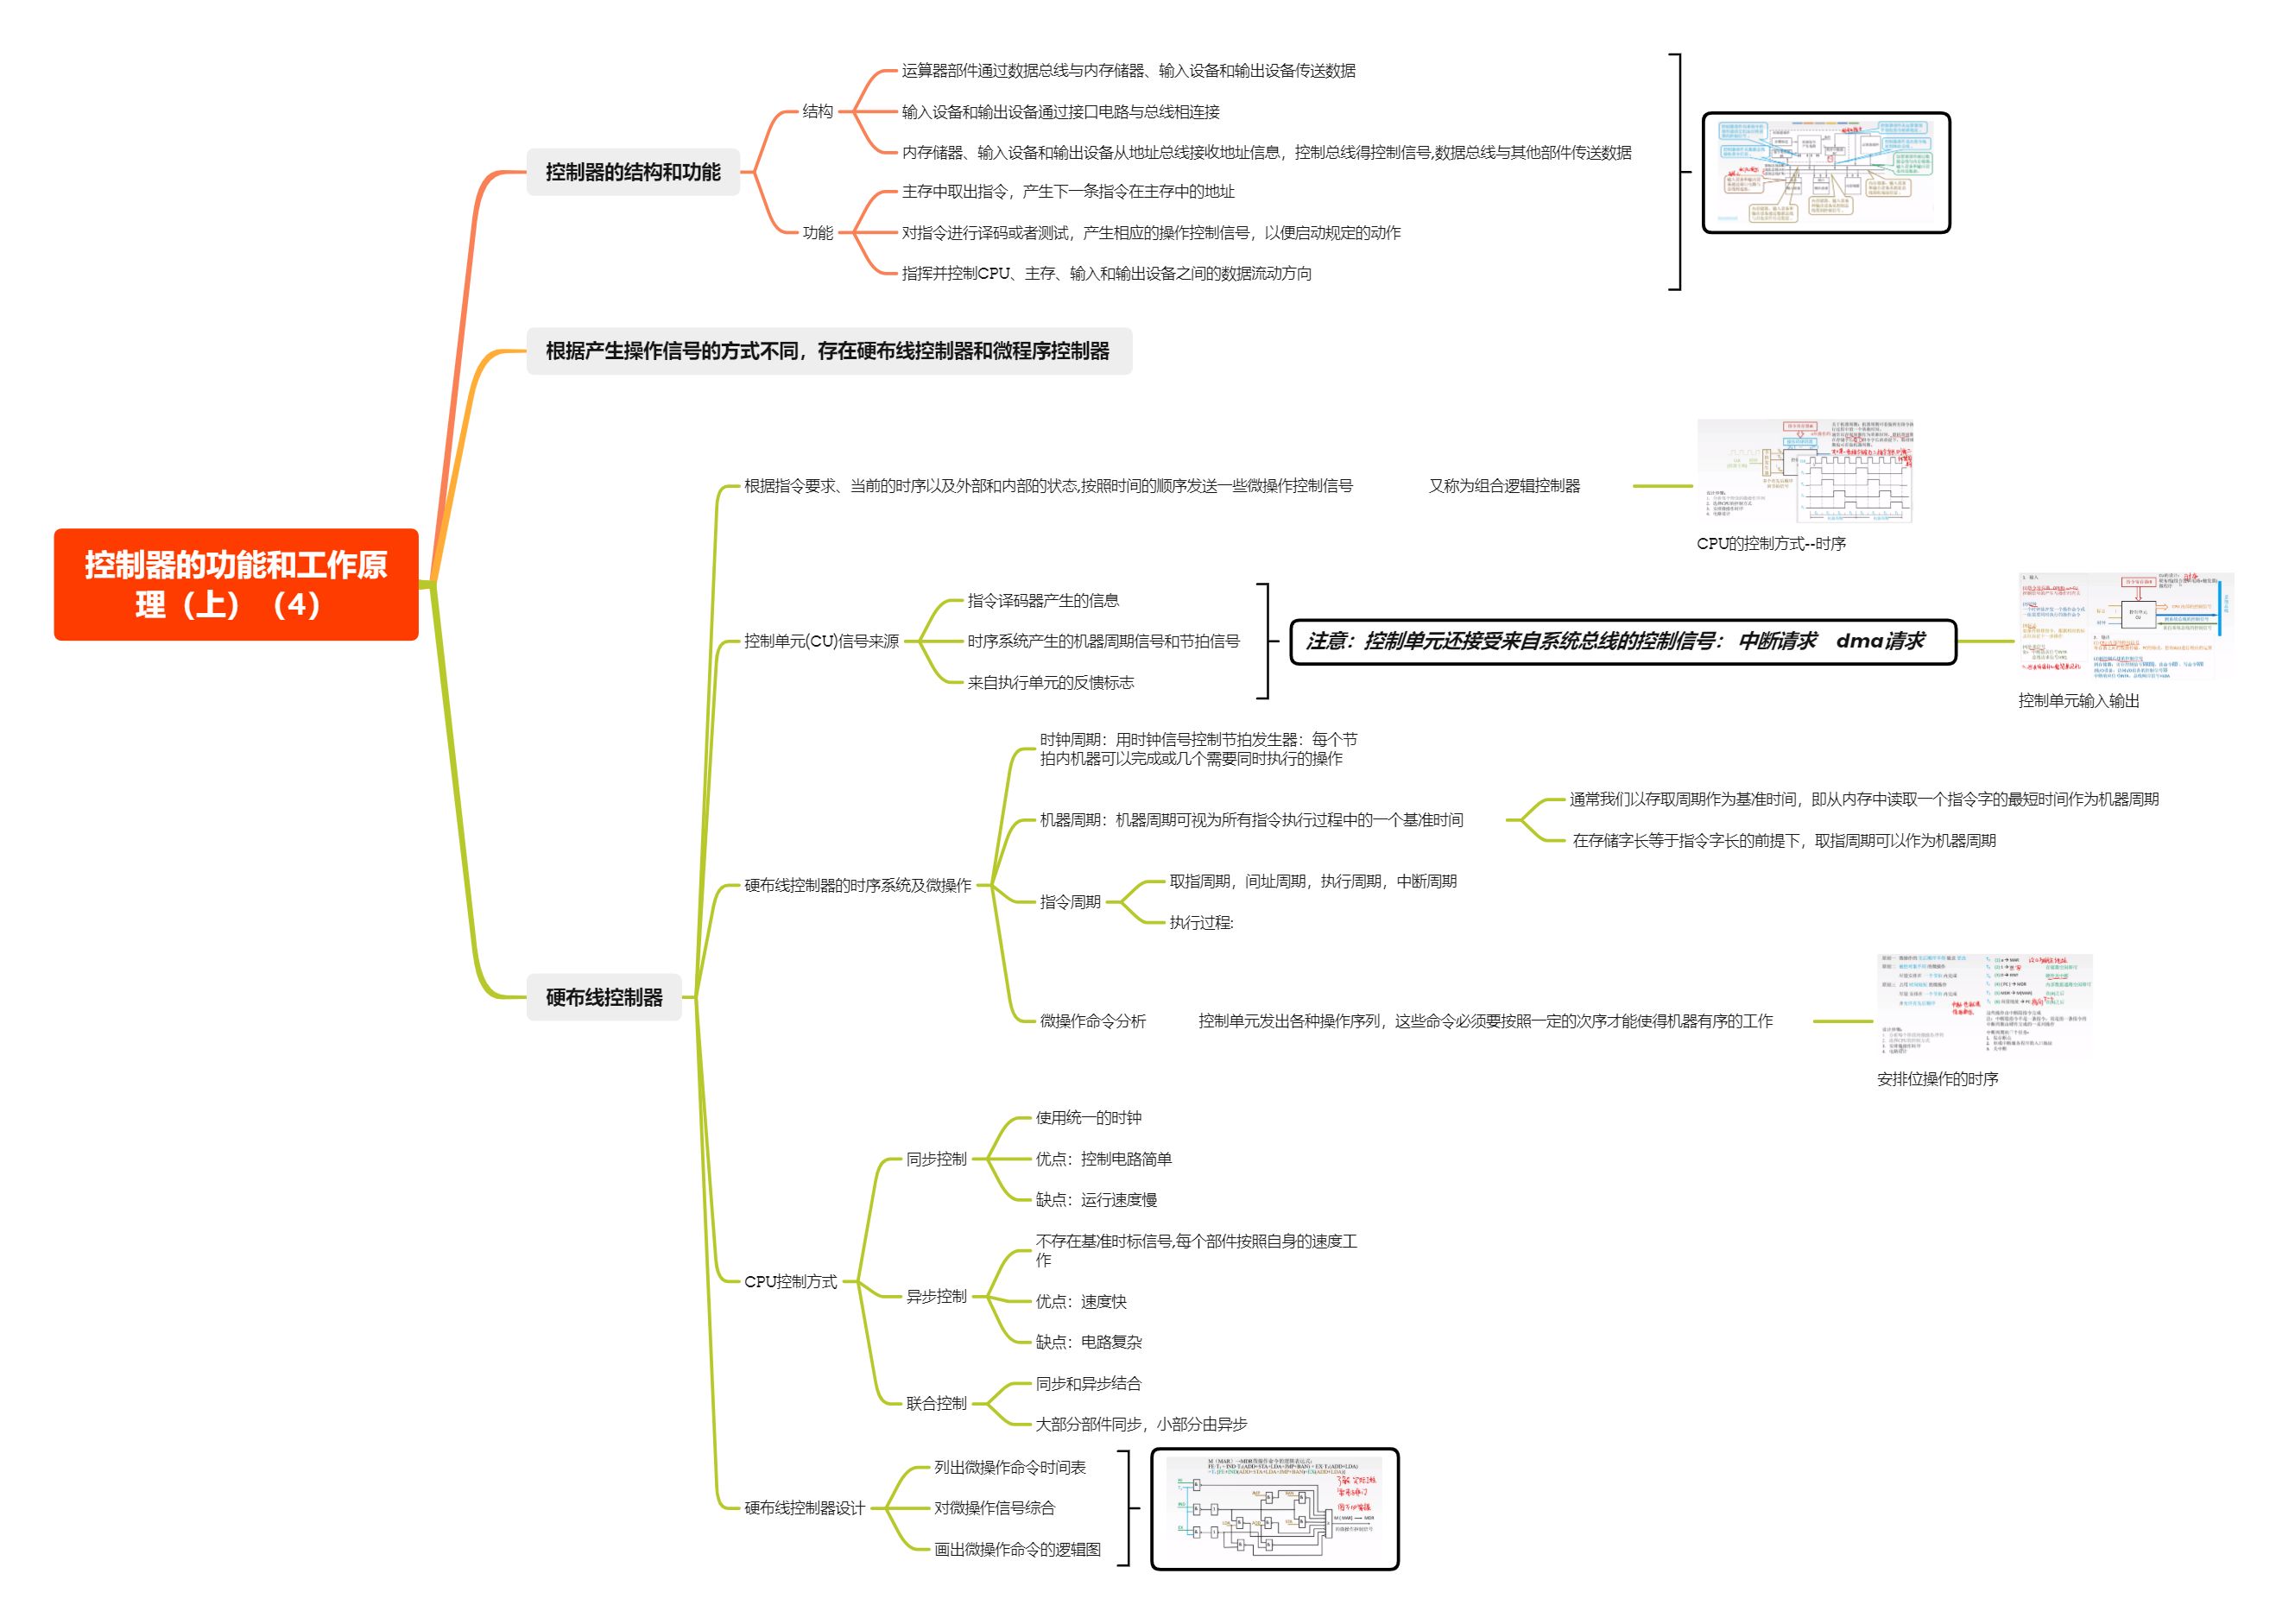 控制器的功能和工作原
理（上）（4）
控制器的结构和功能
结构
运算器部件通过数据总线与内存储器、输入设备和输出设备传送数据
输入设备和输出设备通过接口电路与总线相连接
内存储器、输入设备和输出设备从地址总线接收地址信息，控制总线得控制信号,数据总线与其他部件传送数据
功能
主存中取出指令，产生下一条指令在主存中的地址
对指令进行译码或者测试，产生相应的操作控制信号，以便启动规定的动作
指挥并控制CPU、主存、输入和输出设备之间的数据流动方向
根据产生操作信号的方式不同，存在硬布线控制器和微程序控制器
硬布线控制器
根据指令要求、当前的时序以及外部和内部的状态,按照时间的顺序发送一些微操作控制信号
又称为组合逻辑控制器
CPU的控制方式--时序
控制单元(CU)信号来源
指令译码器产生的信息
时序系统产生的机器周期信号和节拍信号
来自执行单元的反馈标志
注意：控制单元还接受来自系统总线的控制信号： 中断请求 dma请求
控制单元输入输出
硬布线控制器的时序系统及微操作
时钟周期：用时钟信号控制节拍发生器：每个节
拍内机器可以完成或几个需要同时执行的操作
机器周期：机器周期可视为所有指令执行过程中的一个基准时间
通常我们以存取周期作为基准时间，即从内存中读取一个指令字的最短时间作为机器周期
在存储字长等于指令字长的前提下，取指周期可以作为机器周期
指令周期
取指周期，间址周期，执行周期，中断周期
执行过程:
微操作命令分析
控制单元发出各种操作序列，这些命令必须要按照一定的次序才能使得机器有序的工作
安排位操作的时序
CPU控制方式
同步控制
使用统一的时钟
优点：控制电路简单
缺点：运行速度慢
异步控制
不存在基准时标信号,每个部件按照自身的速度工
作
优点：速度快
缺点：电路复杂
联合控制
同步和异步结合
大部分部件同步，小部分由异步
硬布线控制器设计
列出微操作命令时间表
对微操作信号综合
画出微操作命令的逻辑图